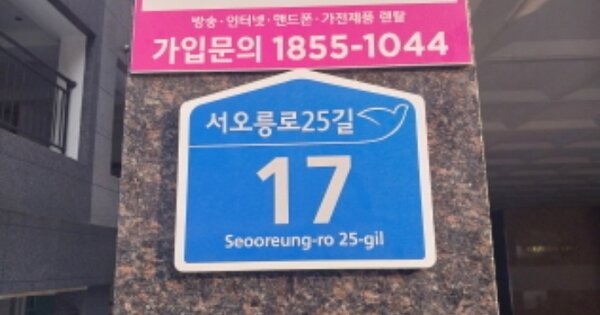 방송·인터넷·핸드폰·가전제품 렌탈
가입문의 1855-1044
서오릉로25길
17
Seooreung-ro 25-gil